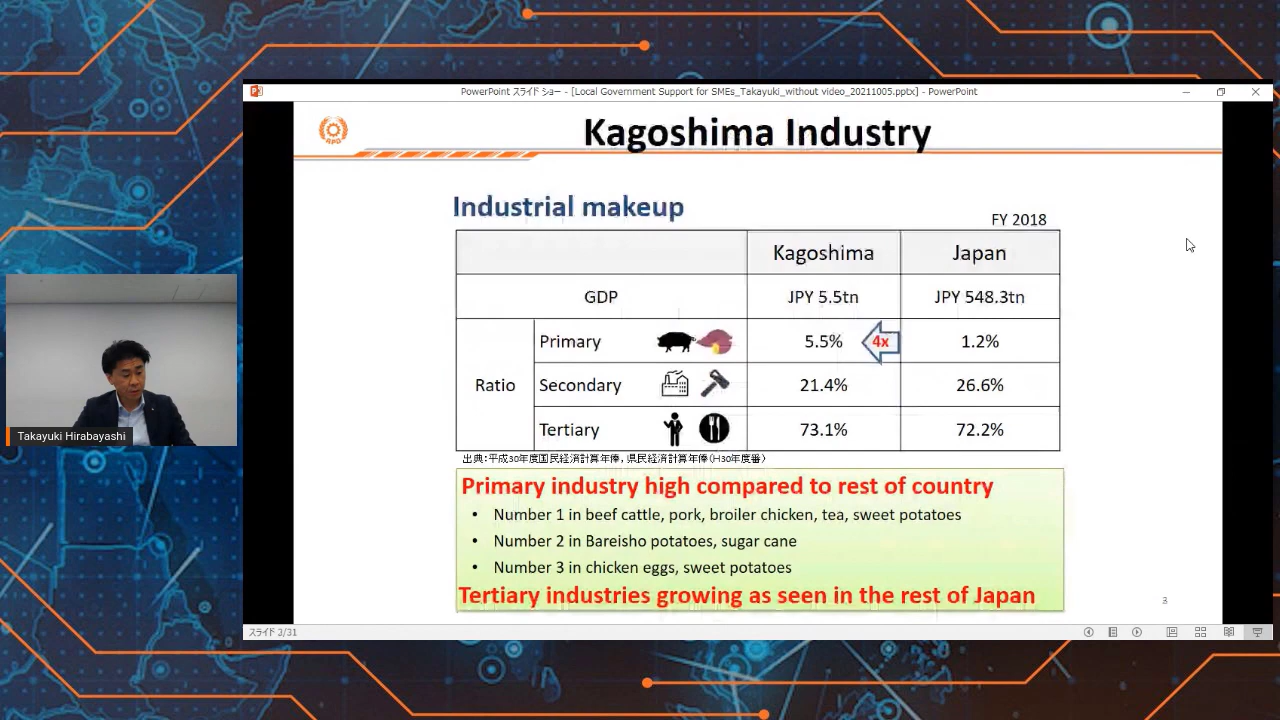 PowerPoint スライド ショー - [Local Government Support for SMEs_Takayuki_without video_20211005.pptx] - PowerPoint
Kagoshima Industry
Industrial makeup
FY 2018
Kagoshima Japan
GDP JPY 5.5tn JPY 548.3tn
Primary 5.5% 4x 1.2%
Ratio Secondary 21.4% 26.6%
Tertiary 73.1% 72.2%
出典:平成30年度国民経済計算年俸,県民経済計算年俸(H30年度番)
Primary industry high compared to rest of country
• Number 1 in beef cattle, pork, broiler chicken, tea, sweet potatoes
• Number 2 in Bareisho potatoes, sugar cane
• Number 3 in chicken eggs, sweet potatoes
Tertiary industries growing as seen in the rest of Japan
3
スライド 3/31
Takayuki Hirabayashi